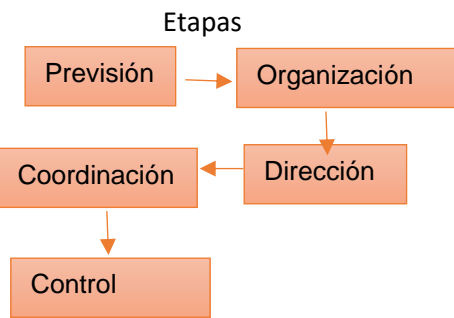 Etapas
Previsión
Organización
Dirección
Coordinación
Control